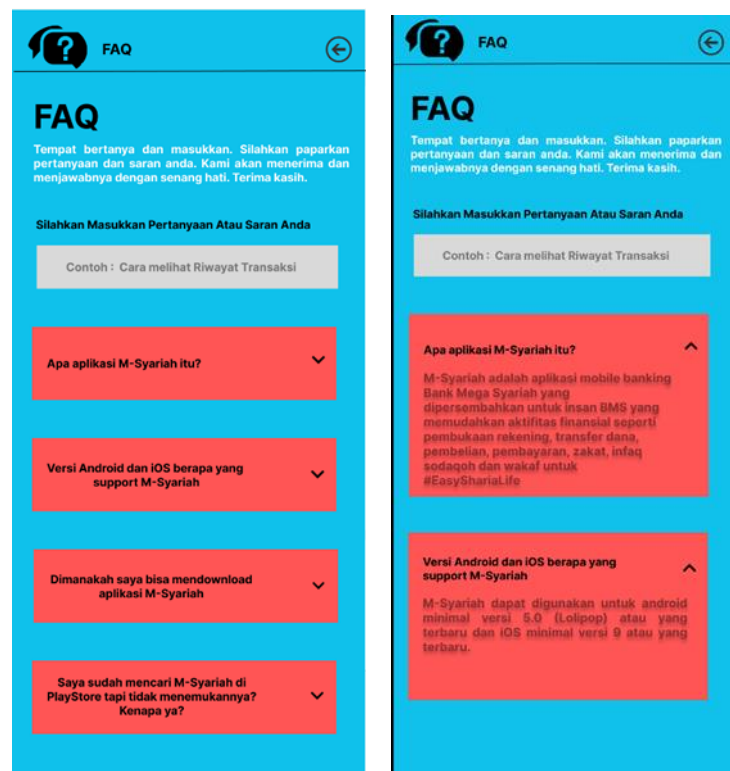 FAQ
FAQ
Tempat bertanya dan masukkan. Silahkan paparkan
pertanyaan dan saran anda. Kami akan menerima dan
menjawabnya dengan senang hati. Terima kasih.
Silahkan Masukkan Pertanyaan Atau Saran Anda
Contoh : Cara melihat Riwayat Transaksi
Apa aplikasi M-Syariah itu?
Versi Android dan iOS berapa yang
support M-Syariah
Dimanakah saya bisa mendownload
aplikasi M-Syariah
Saya sudah mencari M-Syariah di
PlayStore tapi tidak menemukannya?
Kenapa ya?
FAQ
FAQ
Tempat bertanya dan masukkan. Silahkan paparkan
pertanyaan dan saran anda. Kami akan menerima dan
menjawabnya dengan senang hati. Terima kasih.
Silahkan Masukkan Pertanyaan Atau Saran Anda
Contoh : Cara melihat Riwayat Transaksi
Apa aplikasi M-Syariah itu?
M-Syariah adalah aplikasi mobile banking
Bank Mega Syariah yang
dipersembahkan untuk insan BMS yang
memudahkan aktifitas finansial seperti
pembukaan rekening, transfer dana,
pembelian, pembayaran, zakat, infaq
sodaqoh dan wakaf untuk
#EasyShariaLife
Versi Android dan iOS berapa yang
support M-Syariah
M-Syariah dapat digunakan untuk android
minimal versi 5.0 (Lolipop) atau yang
terbaru dan iOS minimal versi 9 atau yang
terbaru.